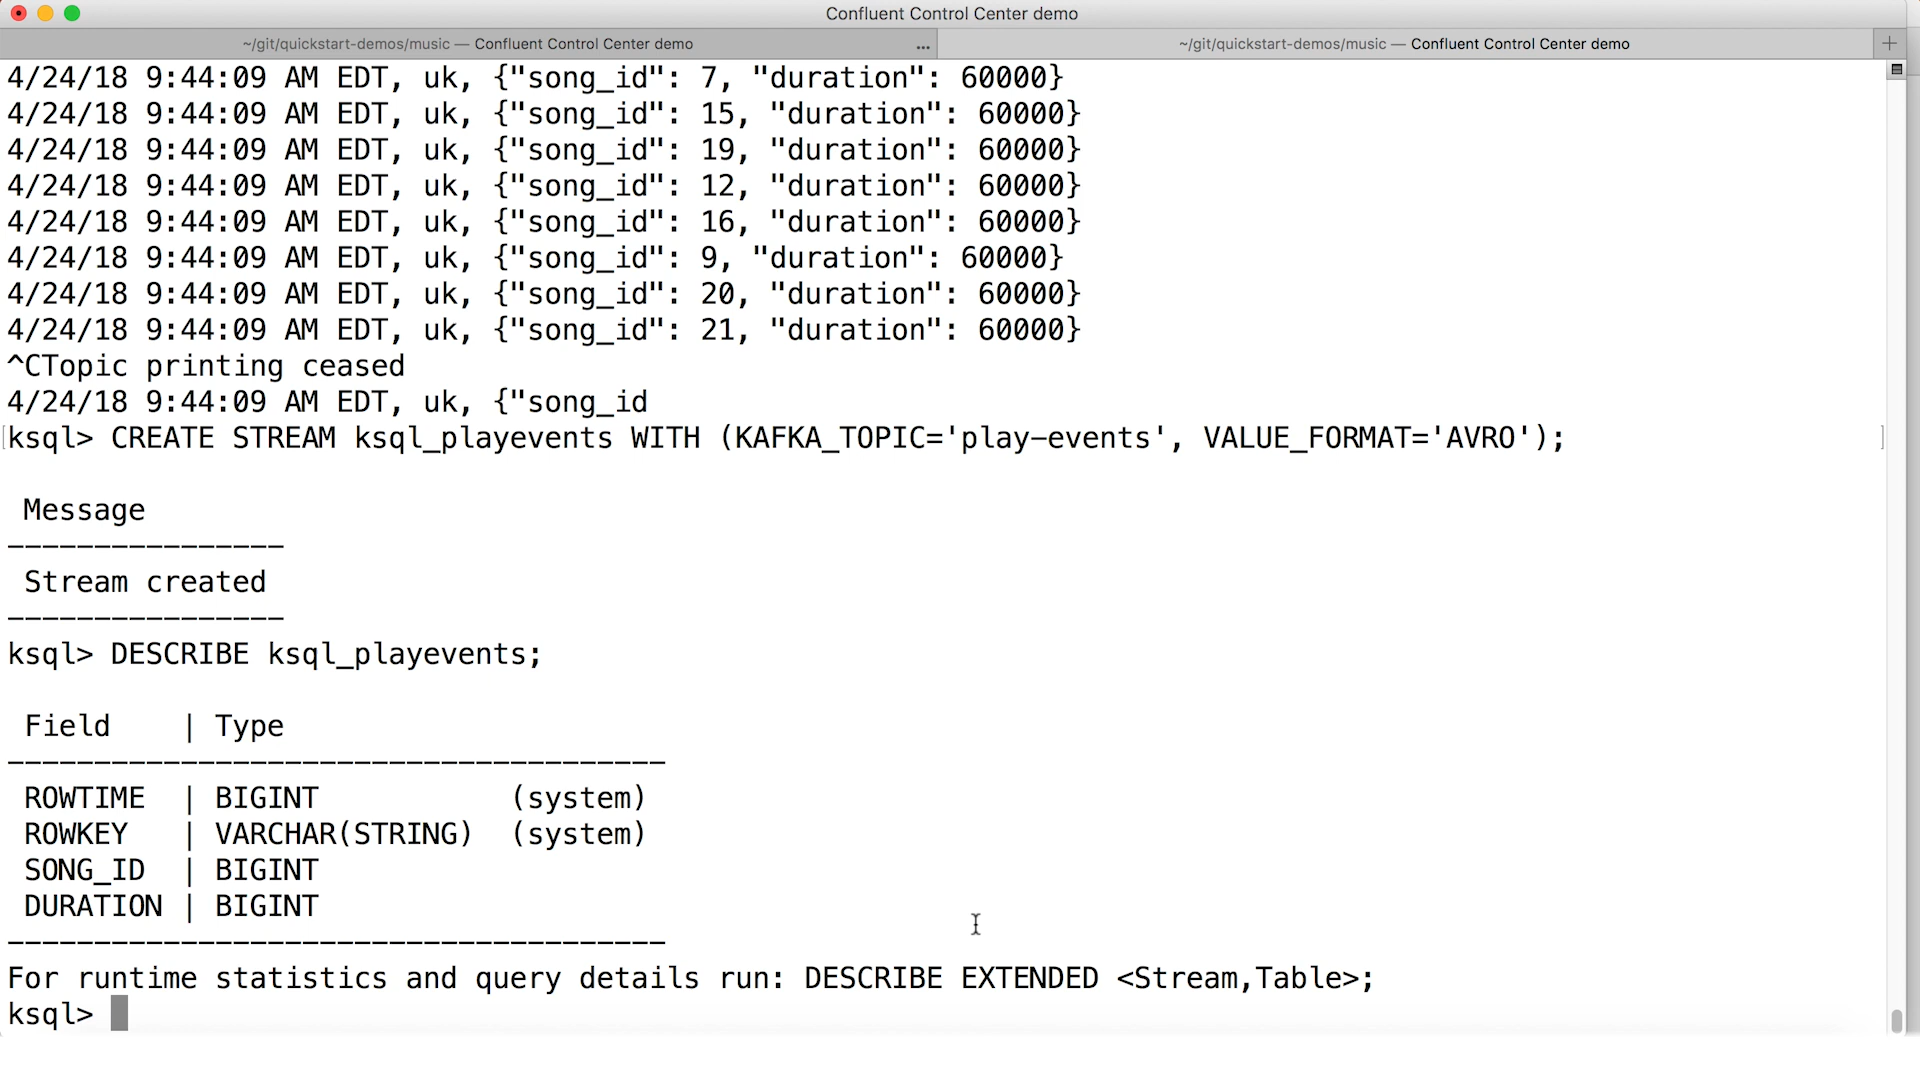 Confluent Control Center demo
~/git/quickstart-demos/music — Confluent Control Center demo ...
~/git/quickstart-demos/music — Confluent Control Center demo
4/24/18 9:44:09 AM EDT, uk, {"song_id": 7, "duration": 60000}
4/24/18 9:44:09 AM EDT, uk, {"song_id": 15, "duration": 60000}
4/24/18 9:44:09 AM EDT, uk, {"song_id": 19, "duration": 60000}
4/24/18 9:44:09 AM EDT, uk, {"song_id": 12, "duration": 60000}
4/24/18 9:44:09 AM EDT, uk, {"song_id": 16, "duration": 60000}
4/24/18 9:44:09 AM EDT, uk, {"song_id": 9, "duration": 60000}
4/24/18 9:44:09 AM EDT, uk, {"song_id": 20, "duration": 60000}
4/24/18 9:44:09 AM EDT, uk, {"song_id": 21, "duration": 60000}
^CTopic printing ceased
4/24/18 9:44:09 AM EDT, uk, {"song_id
ksql> CREATE STREAM ksql_playevents WITH (KAFKA_TOPIC='play-events', VALUE_FORMAT='AVRO');
Message
----------------
Stream created
----------------
ksql> DESCRIBE ksql_playevents;
Field | Type
--------------------------------------
ROWTIME | BIGINT (system)
ROWKEY | VARCHAR(STRING) (system)
SONG_ID | BIGINT
DURATION | BIGINT
--------------------------------------
For runtime statistics and query details run: DESCRIBE EXTENDED <Stream,Table>;
ksql>